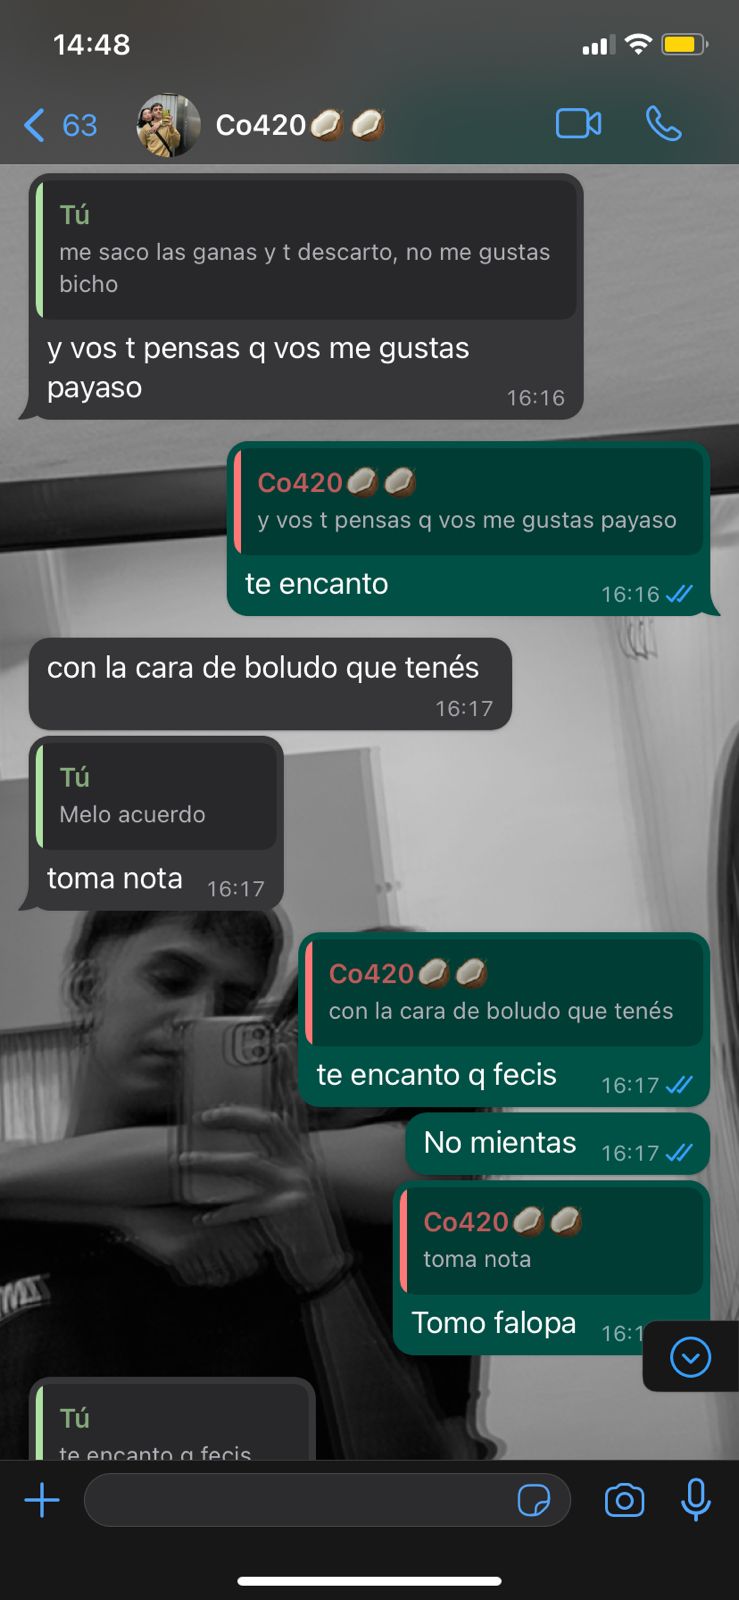 14:48
63
Co420🥥🥥
Tú
me saco las ganas y t descarto, no me gustas
bicho
y vos t pensas q vos me gustas
payaso
16:16
Co420🥥🥥
y vos t pensas q vos me gustas payaso
te encanto
16:16
con la cara de boludo que tenés
16:17
Tú
Melo acuerdo
toma nota
16:17
Co420🥥🥥
con la cara de boludo que tenés
te encanto q fecis
16:17
No mientas
16:17
Co420🥥🥥
toma nota
Tomo falopa
Tú
te encanto q fecis